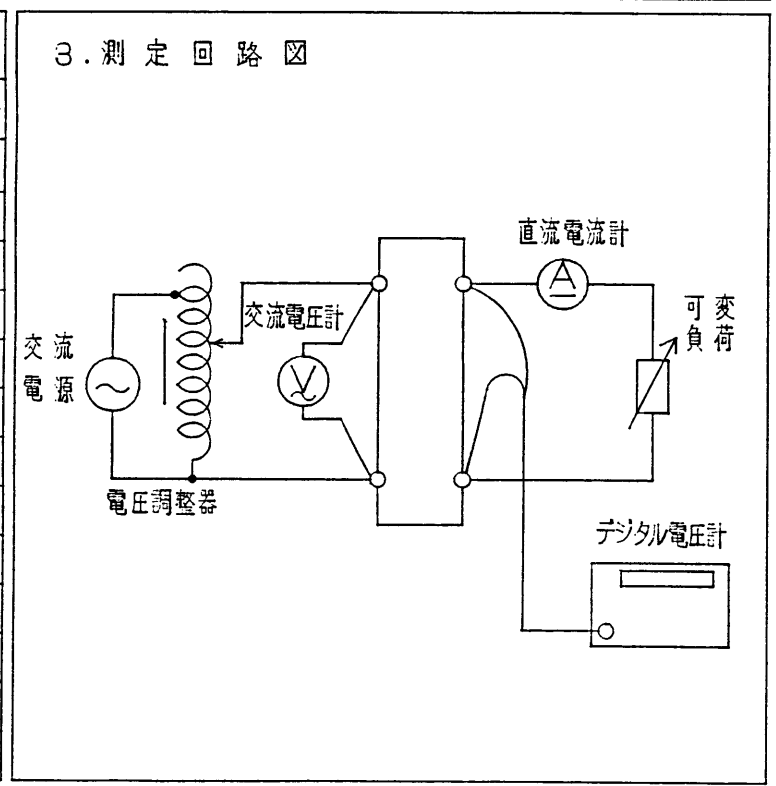 3.測定回路図
直流電流計
A
可変
負荷
交流電圧計
V
交流
電源
電圧調整器
デジタル電圧計